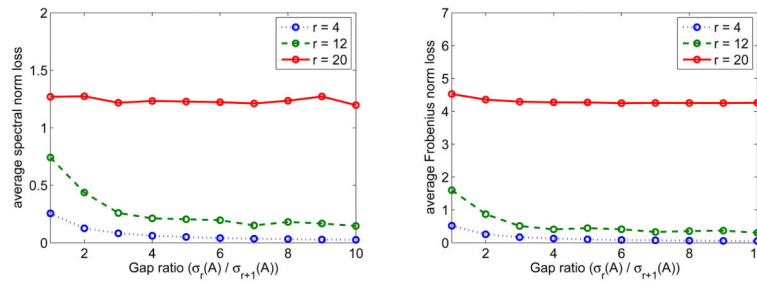 2
1.5
1
0.5
0
2
4
6
8
10
average spectral norm loss
Gap ratio (σr(A) / σr+1(A))
r = 4
r = 12
r = 20
7
6
5
4
3
2
1
0
2
4
6
8
average Frobenius norm loss
Gap ratio (σr(A) / σr+1(A))
r = 4
r = 12
r = 20